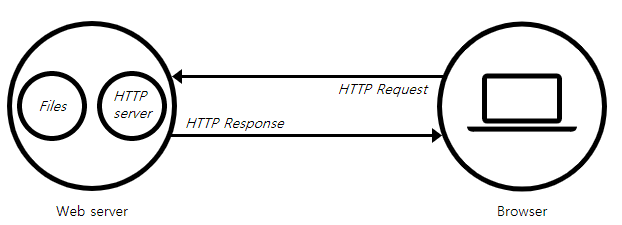 Files
HTTP
server
HTTP Request
HTTP Response
Web server
Browser